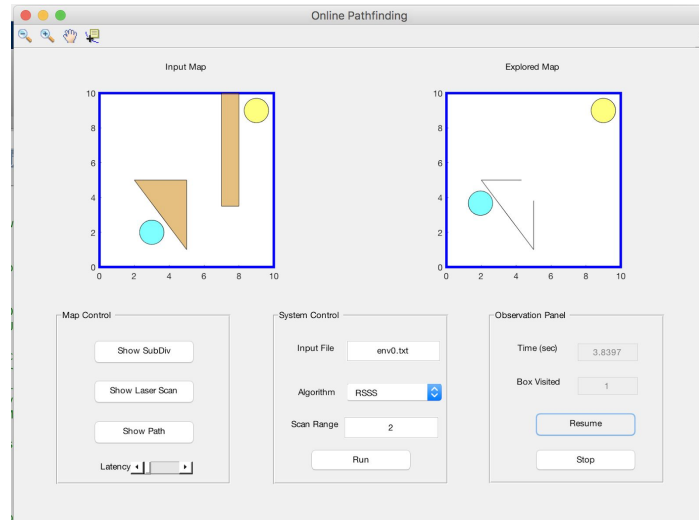 Online Pathfinding
Input Map
Explored Map
10
8
6
4
2
0
0 2 4 6 8 10
10
8
6
4
2
0
0 2 4 6 8 10
Map Control
Show SubDiv
Show Laser Scan
Show Path
Latency
System Control
Input File env0.txt
Algorithm RSSS
Scan Range 2
Run
Observation Panel
Time (sec) 3.8397
Box Visited 1
Resume
Stop